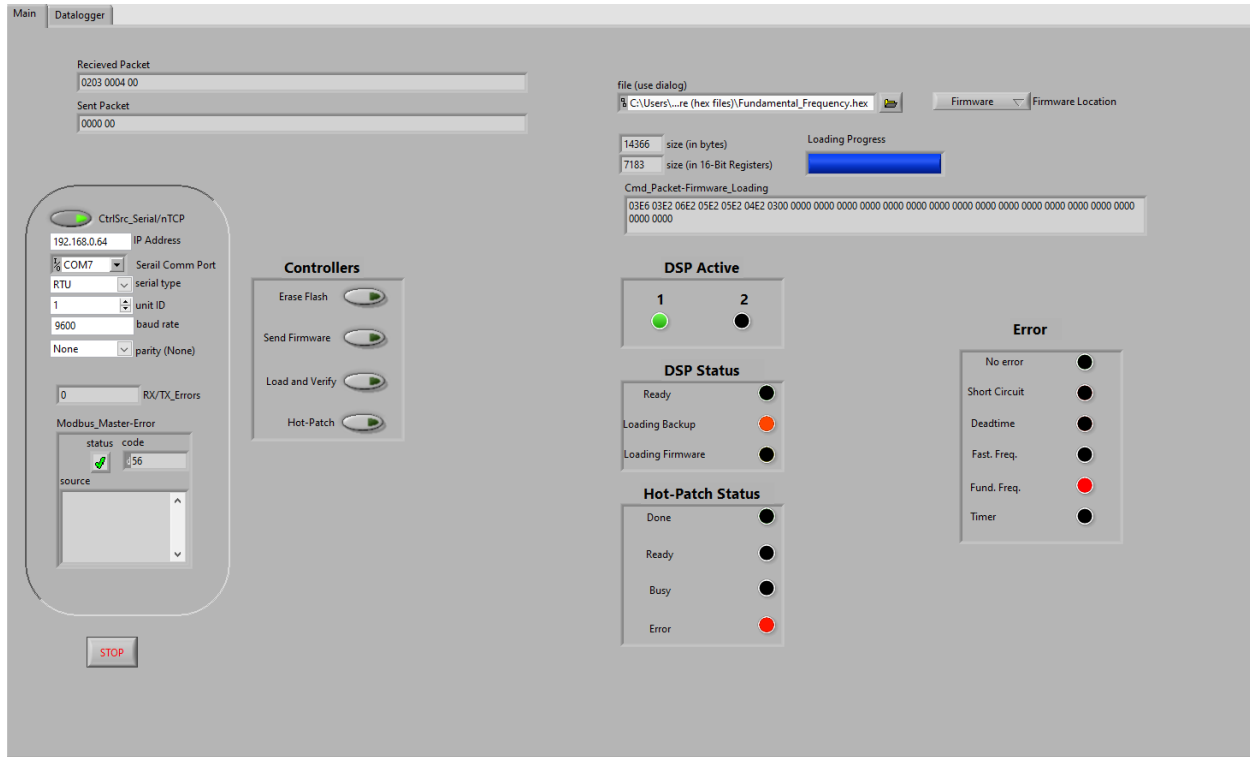 Main
Datalogger
Recieved Packet
0203 0004 00
Sent Packet
0000 00
file (use dialog)
C:\Users\...re (hex files)\Fundamental_Frequency.hex
Firmware
Firmware Location
14366
size (in bytes)
7183
size (in 16-Bit Registers)
Loading Progress
Cmd_Packet-Firmware_Loading
03E6 03E2 06E2 05E2 05E2 04E2 0300 0000 0000 0000 0000 0000 0000 0000 0000 0000 0000 0000 0000 0000 0000 0000
0000 0000
CtrlSrc_Serial/nTCP
192.168.0.64
IP Address
COM7
Serail Comm Port
RTU
serial type
1
unit ID
9600
baud rate
None
parity (None)
0
RX/TX_Errors
Modbus_Master-Error
status code
56
source
STOP
Controllers
Erase Flash
Send Firmware
Load and Verify
Hot-Patch
DSP Active
1 2
DSP Status
Ready
Loading Backup
Loading Firmware
Hot-Patch Status
Done
Ready
Busy
Error
Error
No error
Short Circuit
Deadtime
Fast. Freq.
Fund. Freq.
Timer